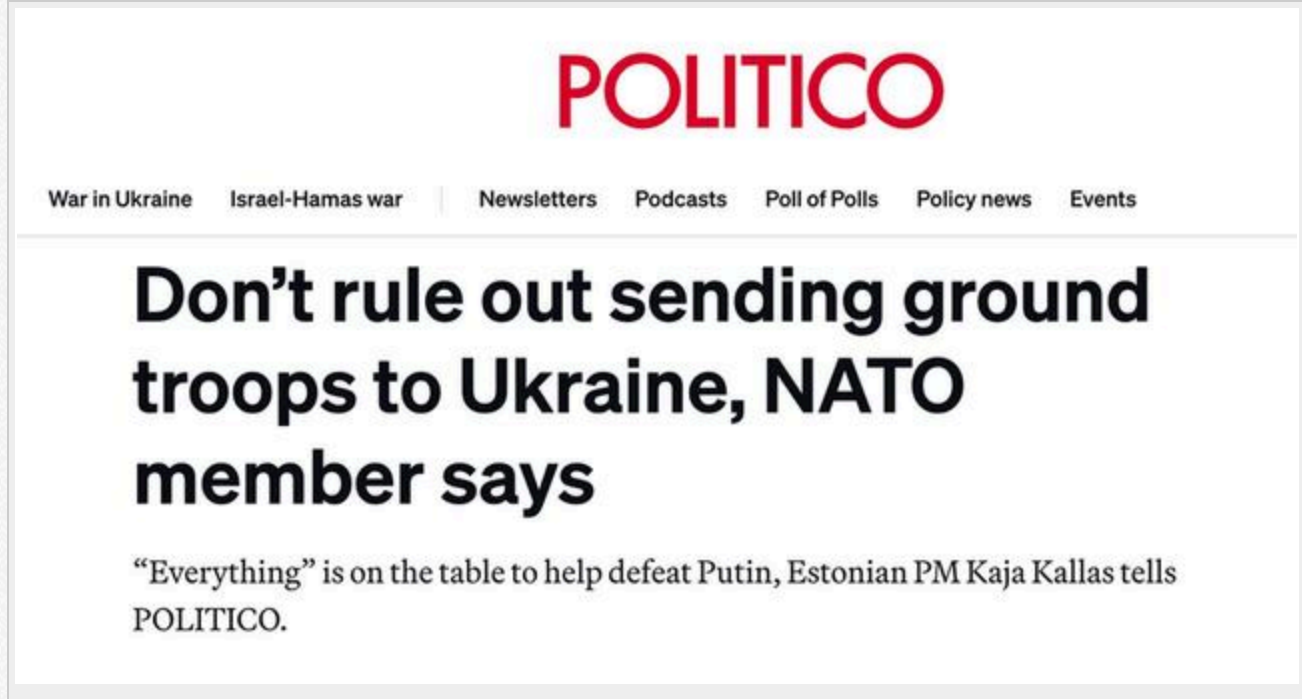 POLITICO
War in Ukraine Israel-Hamas war Newsletters Podcasts Poll of Polls Policy news Events
Don’t rule out sending ground
troops to Ukraine, NATO
member says
“Everything” is on the table to help defeat Putin, Estonian PM Kaja Kallas tells
POLITICO.